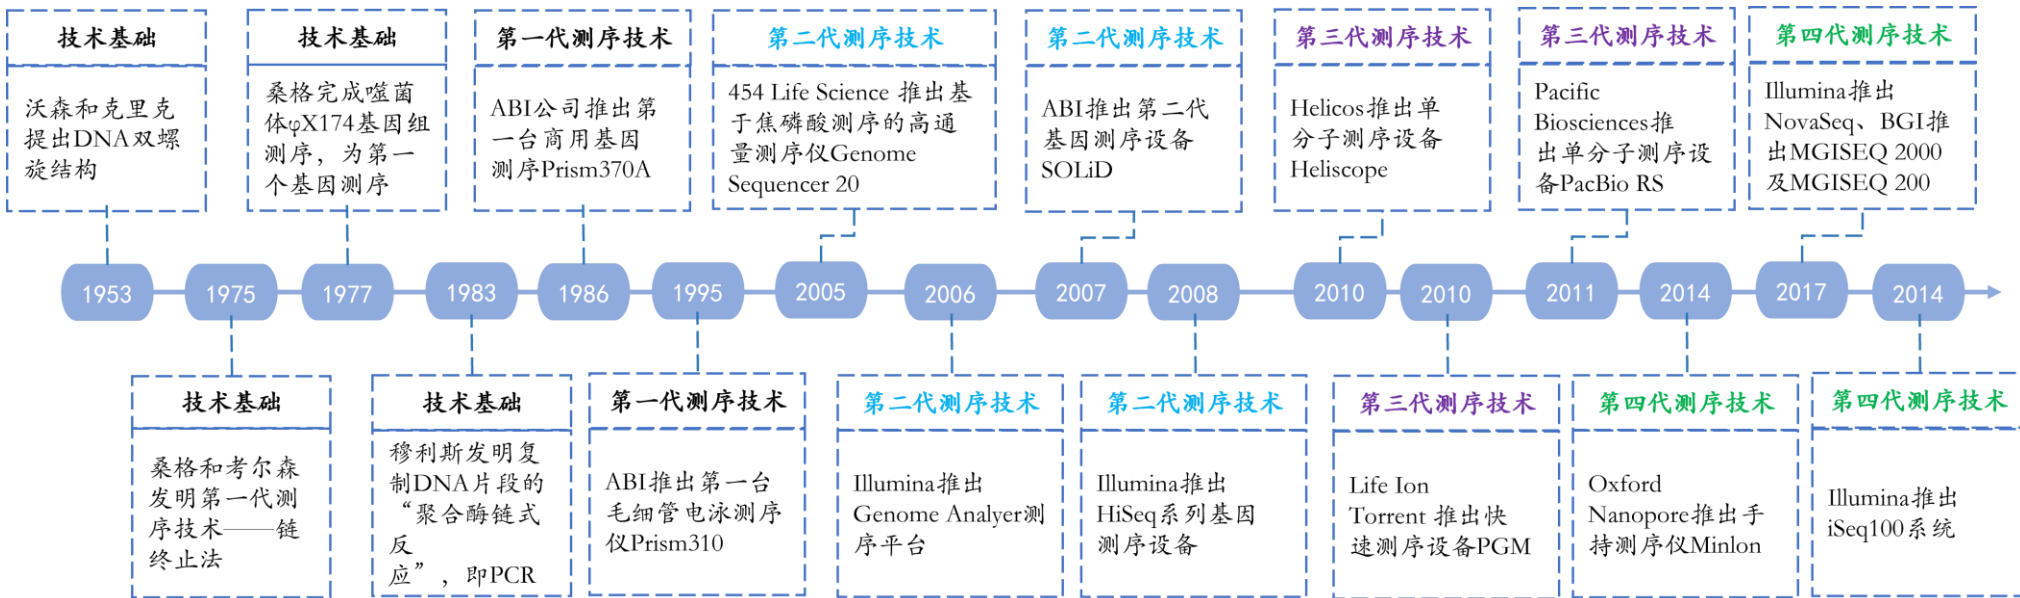 技术基础
沃森和克里克
提出DNA双螺
旋结构
技术基础
桑格完成噬菌
体φX174基因组
测序，为第一
个基因测序
第一代测序技术
ABI公司推出第
一台商用基因
测序Prism370A
第二代测序技术
454 Life Science 推出基
于焦磷酸测序的高通
量测序仪Genome
Sequencer 20
第二代测序技术
ABI推出第二代
基因测序设备
SOLiD
第三代测序技术
Helicos推出单
分子测序设备
Heliscope
第三代测序技术
Pacific
Biosciences推
出单分子测序设
备PacBio RS
第四代测序技术
Illumina推出
NovaSeq、BGI推
出MGISEQ 2000
及MGISEQ 200
1953
1975
1977
1983
1986
1995
2005
2006
2007
2008
2010
2010
2011
2014
2017
2014
技术基础
桑格和考尔森
发明第一代测
序技术——链
终止法
技术基础
穆利斯发明复
制DNA片段的
“聚合酶链式
反
应”，即PCR
第一代测序技术
ABI推出第一台
毛细管电泳测序
仪Prism310
第二代测序技术
Illumina推出
Genome Analyer测
序平台
第二代测序技术
Illumina推出
HiSeq系列基因
测序设备
第三代测序技术
Life Ion
Torrent 推出快
速测序设备PGM
第四代测序技术
Oxford
Nanopore推出手
持测序仪Minlon
第四代测序技术
Illumina推出
iSeq100系统